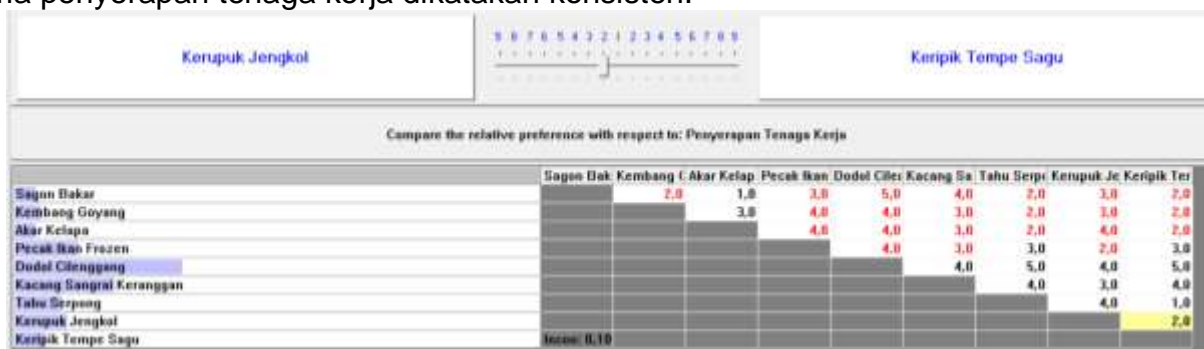 na penyerapan tenaga kerja dikatakan konsisten.
Kerupuk Jengkol
9 8 7 6 5 4 3 2 1 2 3 4 5 6 7 8 9
Keripik Tempe Sagu
Compare the relative preference with respect to: Penyerapan Tenaga Kerja
Sagon Bak Kembang G Akar Kelap Pecak Ikan Dodol Cilei Kacang Sa Tahu Serpo Kerupuk Je Keripik Ter
Sagon Bakar 2,0 1,0 3,0 5,0 4,0 2,0 3,0 2,0
Kembang Goyang 3,0 4,0 4,0 3,0 2,0 3,0 2,0
Akar Kelapa 4,0 4,0 3,0 2,0 4,0 2,0
Pecak Ikan Frozen 4,0 3,0 3,0 2,0 3,0
Dodol Cilenggang 4,0 5,0 4,0 5,0
Kacang Sangrai Keranggan 4,0 3,0 4,0
Tahu Serpong 4,0 1,0
Kerupuk Jengkol 2,0
Keripik Tempe Sagu Incon: 0,10